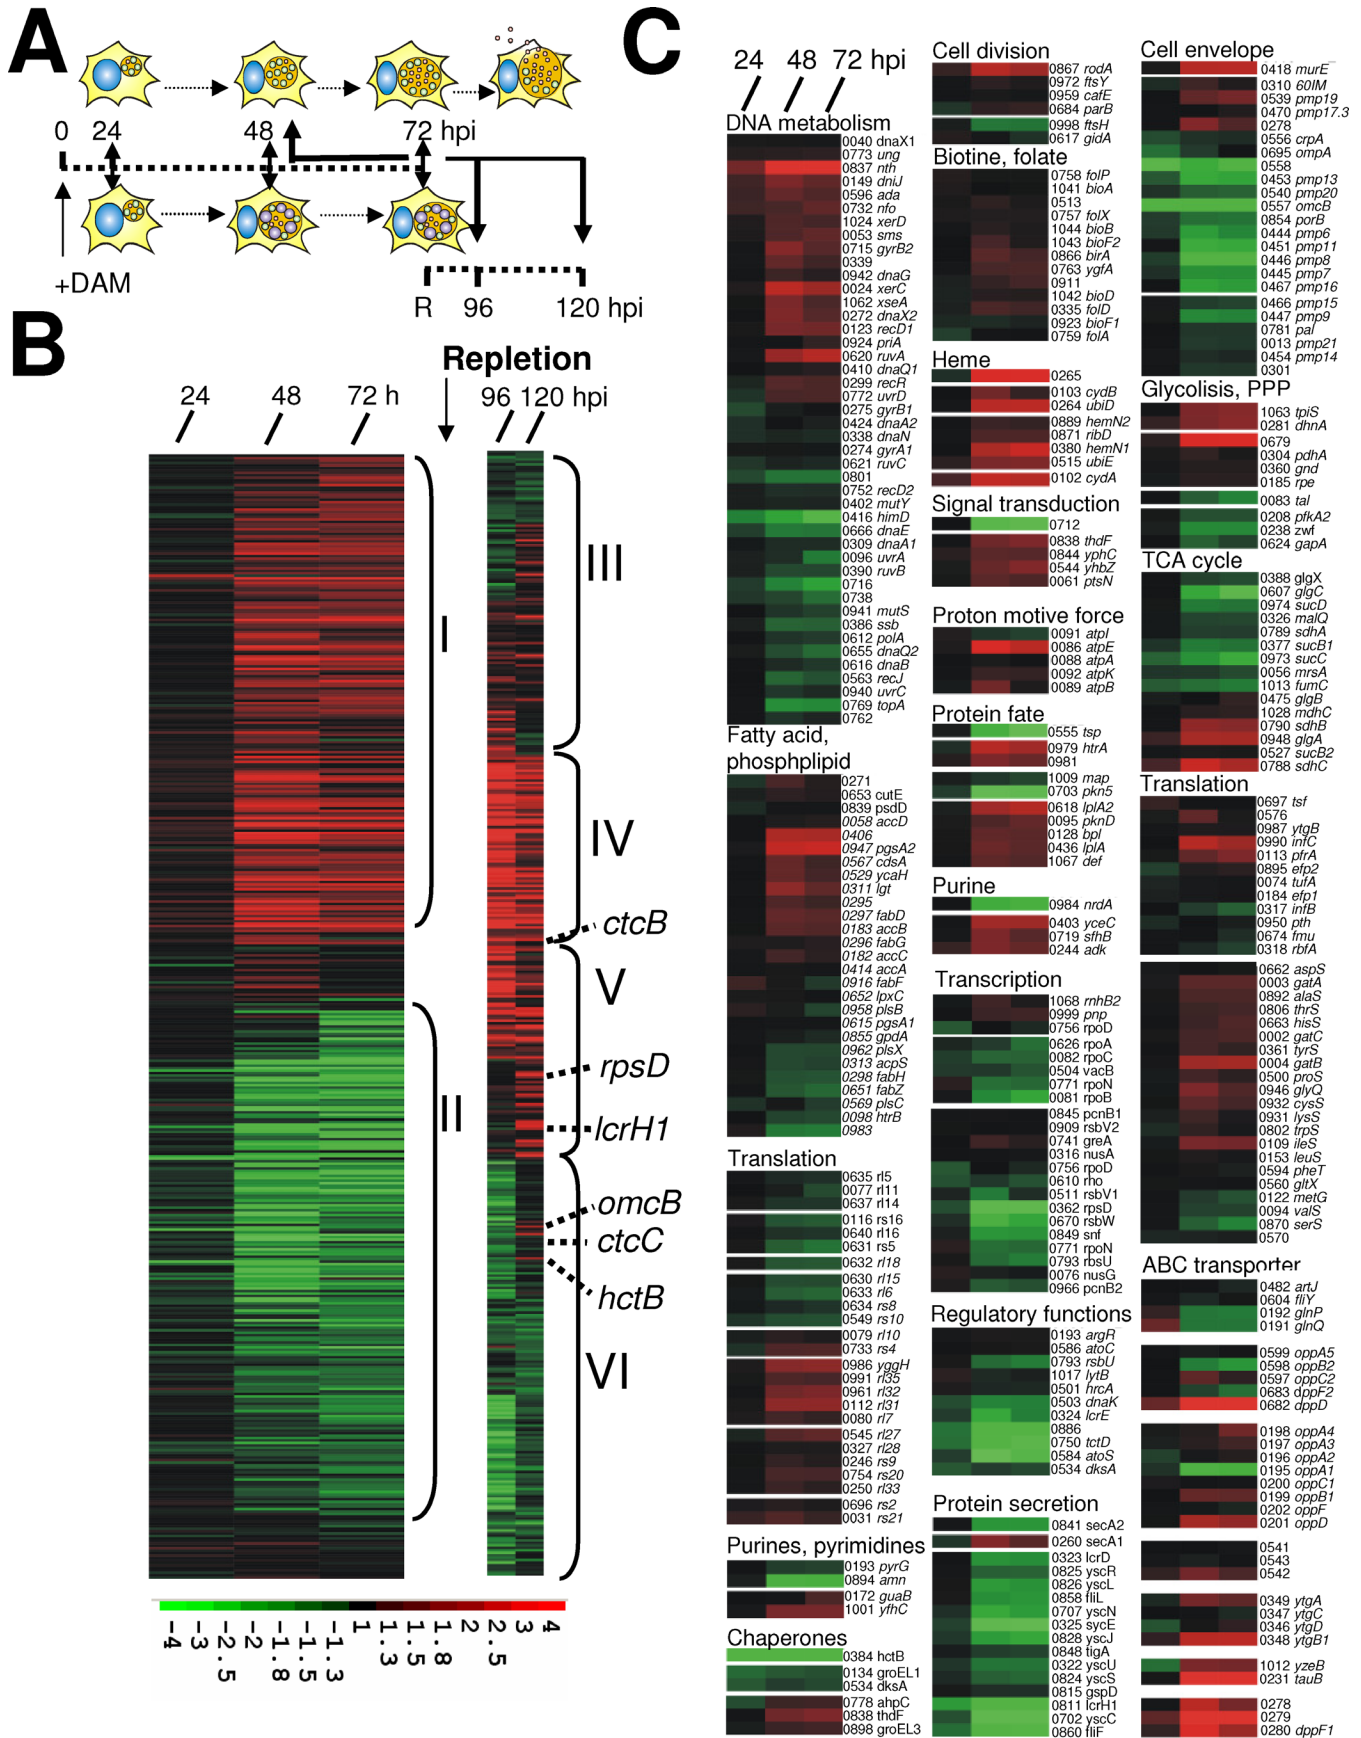 A
0 24 48 72 hpi
+DAM
R 96 120 hpi
B
Repletion
24 48 72 h 96 120 hpi
I
II
III
IV
V
VI
ctcB
rpsD
lcrH1
omcB
ctcC
hctB
-4 -3 -2.5 -2 -1.8 -1.5 -1.3 1 1.3 1.5 1.8 2 2.5 3 4
C
24 48 72 hpi
DNA metabolism
0040 dnaX1
0773 ung
0837 nth
0149 dniJ
0596 ada
0732 nfo
1024 xerD
0053 sms
0715 gyrB2
0339
0942 dnaG
0024 xerC
1062 xseA
0272 dnaX2
0123 recD1
0924 priA
0620 ruvA
0410 dnaQ1
0299 recR
0772 uvrD
0275 gyrB1
0424 dnaA2
0338 dnaN
0274 gyrA1
0621 ruvC
0801
0752 recD2
0402 mutY
0416 himD
0666 dnaE
0309 dnaA1
0096 uvrA
0390 ruvB
0716
0738
0941 mutS
0386 ssb
0612 polA
0655 dnaQ2
0616 dnaB
0563 recJ
0940 uvrC
0769 topA
0762
Fatty acid,
phosphplipid
0271
0653 cutE
0839 psdD
0058 accD
0406
0947 pgsA2
0567 cdsA
0529 ycaH
0311 lgt
0295
0297 fabD
0183 accB
0296 fabG
0182 accC
0414 accA
0916 fabF
0652 lpxC
0958 plsB
0615 pgsA1
0855 gpdA
0962 plsX
0313 acpS
0298 fabH
0651 fabZ
0569 plsC
0098 htrB
0983
Translation
0635 rl5
0077 rl11
0637 rl14
0116 rs16
0640 rl16
0631 rs5
0632 rl18
0630 rl15
0633 rl6
0634 rs8
0549 rs10
0079 rl10
0733 rs4
0986 yggH
0991 rl35
0961 rl32
0112 rl31
0080 rl7
0545 rl27
0327 rl28
0246 rs9
0754 rs20
0250 rl33
0696 rs2
0031 rs21
Purines, pyrimidines
0193 pyrG
0894 amn
0172 guaB
1001 yfhC
Chaperones
0384 hctB
0134 groEL1
0534 dksA
0778 ahpC
0838 thdF
0898 groEL3
Cell division
0867 rodA
0972 ftsY
0959 cafE
0684 parB
0998 ftsH
0617 gidA
Biotine, folate
0758 folP
1041 bioA
0513
0757 folX
1044 bioB
1043 bioF2
0866 birA
0763 ygfA
0911
1042 bioD
0335 folD
0923 bioF1
0759 folA
Heme
0265
0103 cydB
0264 ubiD
0889 hemN2
0871 ribD
0380 hemN1
0515 ubiE
0102 cydA
Signal transduction
0712
0838 thdF
0844 yphC
0544 yhbZ
0061 ptsN
Proton motive force
0091 atpI
0086 atpE
0088 atpA
0092 atpK
0089 atpB
Protein fate
0555 tsp
0979 htrA
0981
1009 map
0703 pkn5
0618 lplA2
0095 pknD
0128 bpl
0436 lplA
1067 def
Purine
0984 nrdA
0403 yceC
0719 sfhB
0244 adk
Transcription
1068 rnhB2
0999 pnp
0756 rpoD
0626 rpoA
0082 rpoC
0504 vacB
0771 rpoN
0081 rpoB
0845 pcnB1
0909 rsbV2
0741 greA
0316 nusA
0756 rpoD
0610 rho
0511 rsbV1
0362 rpsD
0670 rsbW
0849 snf
0771 rpoN
0793 rbsU
0076 nusG
0966 pcnB2
Regulatory functions
0193 argR
0586 atoC
0793 rsbU
1017 lytB
0501 hrcA
0503 dnaK
0324 lcrE
0886
0750 tctD
0584 atoS
0534 dksA
Protein secretion
0841 secA2
0260 secA1
0323 lcrD
0825 yscR
0826 yscL
0858 fliL
0707 yscN
0325 sycE
0828 yscJ
0848 tigA
0322 yscU
0824 yscS
0815 gspD
0811 lcrH1
0702 yscC
0860 fliF
Cell envelope
0418 murE
0310 60IM
0539 pmp19
0470 pmp17.3
0278
0556 crpA
0695 ompA
0558
0453 pmp13
0540 pmp20
0557 omcB
0854 porB
0444 pmp6
0451 pmp11
0446 pmp8
0445 pmp7
0467 pmp16
0466 pmp15
0447 pmp9
0781 pal
0013 pmp21
0454 pmp14
0301
Glycolisis, PPP
1063 tpiS
0281 dhnA
0679
0304 pdhA
0360 gnd
0185 rpe
0083 tal
0208 pfkA2
0238 zwf
0624 gapA
TCA cycle
0388 glgX
0607 glgC
0974 sucD
0326 malQ
0789 sdhA
0377 sucB1
0973 sucC
0056 mrsA
1013 fumC
0475 glgB
1028 mdhC
0790 sdhB
0948 glgA
0527 sucB2
0788 sdhC
Translation
0697 tsf
0576
0987 ytgB
0990 infC
0113 pfrA
0895 efp2
0074 tufA
0184 efp1
0317 infB
0950 pth
0674 fmu
0318 rbfA
0662 aspS
0003 gatA
0892 alaS
0806 thrS
0663 hisS
0002 gatC
0361 tyrS
0004 gatB
0500 proS
0946 glyQ
0932 cysS
0931 lysS
0802 trpS
0109 ileS
0153 leuS
0594 pheT
0560 gltX
0122 metG
0094 valS
0870 serS
0570
ABC transporter
0482 artJ
0604 fliY
0192 glnP
0191 glnQ
0599 oppA5
0598 oppB2
0597 oppC2
0683 dppF2
0682 dppD
0198 oppA4
0197 oppA3
0196 oppA2
0195 oppA1
0200 oppC1
0199 oppB1
0202 oppF
0201 oppD
0541
0543
0542
0349 ytgA
0347 ytgC
0346 ytgD
0348 ytgB1
1012 yzeB
0231 tauB
0278
0279
0280 dppF1